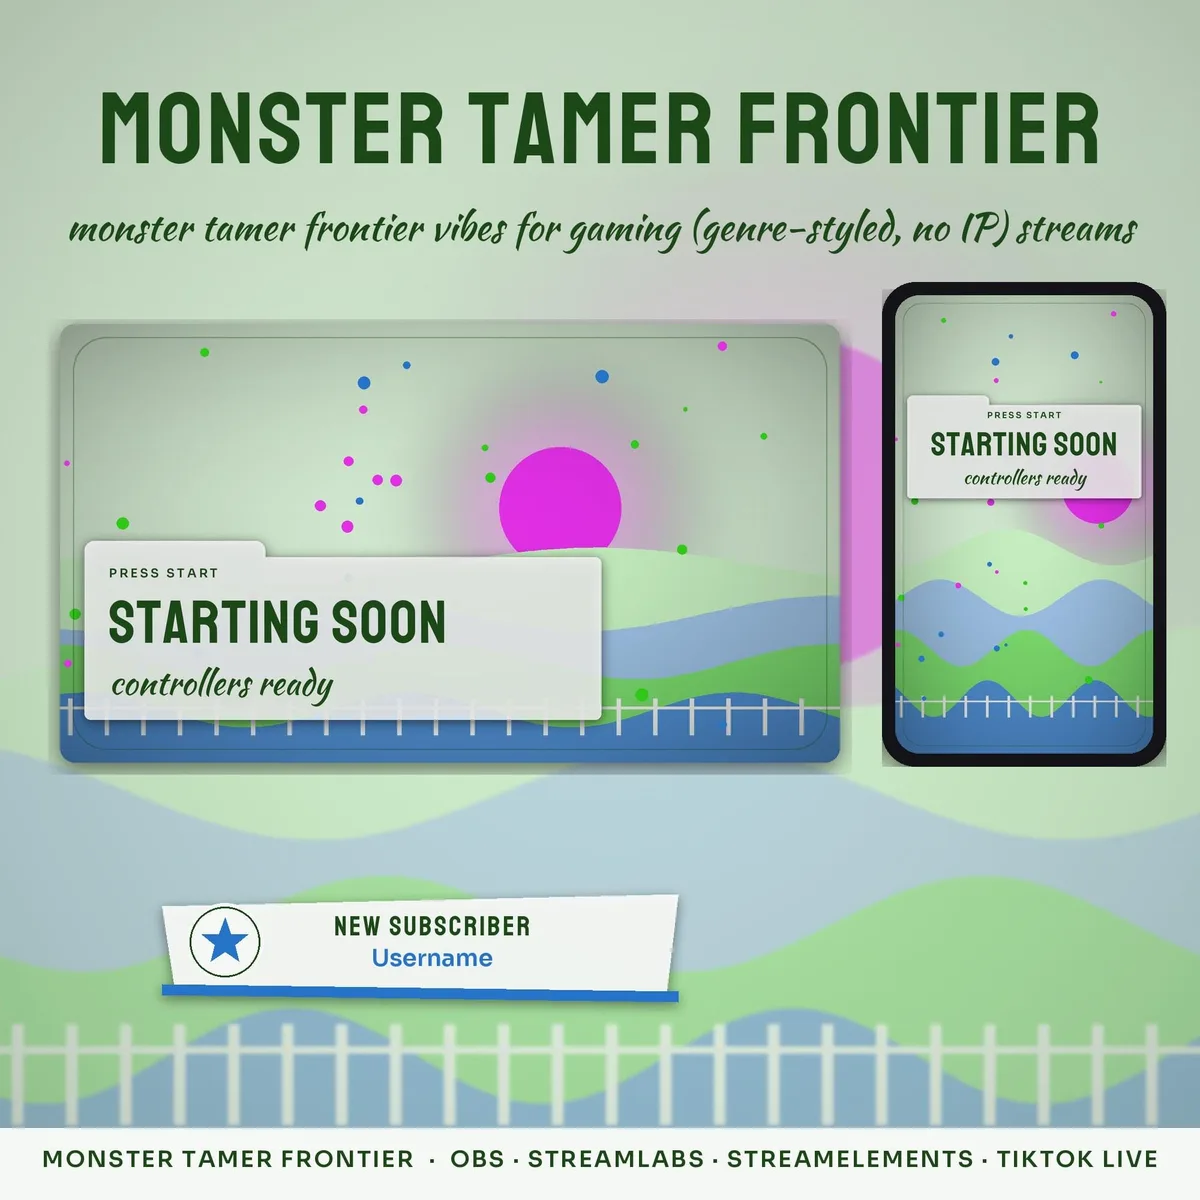 MONSTER TAMER FRONTIER
monster tamer frontier vibes for gaming (genre-styled, no IP) streams
PRESS START
STARTING SOON
controllers ready
PRESS START
STARTING SOON
controllers ready
NEW SUBSCRIBER
Username
MONSTER TAMER FRONTIER · OBS · STREAMLABS · STREAMELEMENTS · TIKTOK LIVE